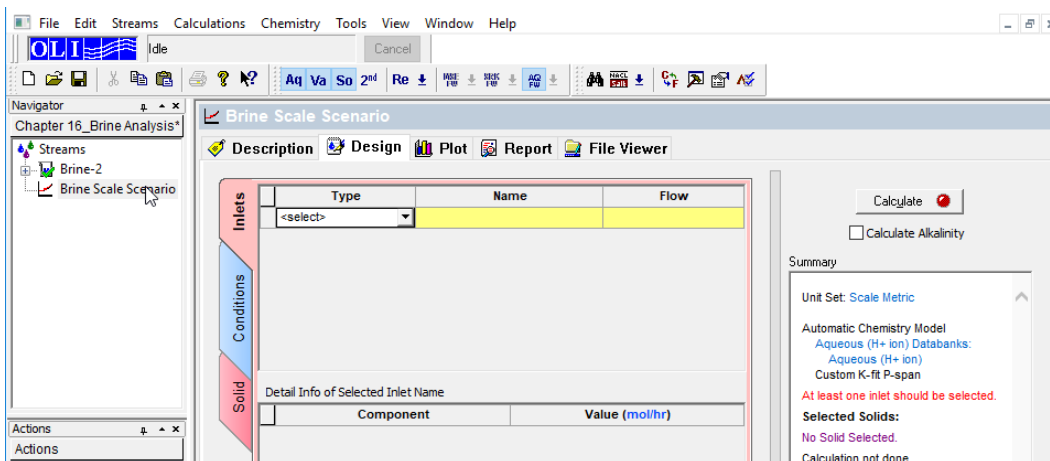 File Edit Streams Calculations Chemistry Tools View Window Help
OLI Idle Cancel
Aq Va So 2nd Re
Navigator
Chapter 16_Brine Analysis*
Streams
Brine-2
Brine Scale Scenario
Actions
Actions
Brine Scale Scenario
Description Design Plot Report File Viewer
Inlets
Conditions
Solid
Type Name Flow
<select>
Detail Info of Selected Inlet Name
Component Value (mol/hr)
Calculate
Calculate Alkalinity
Summary
Unit Set: Scale Metric
Automatic Chemistry Model
Aqueous (H+ ion) Databanks:
Aqueous (H+ ion)
Custom K-fit P-span
At least one inlet should be selected.
Selected Solids:
No Solid Selected.
Calculation not done